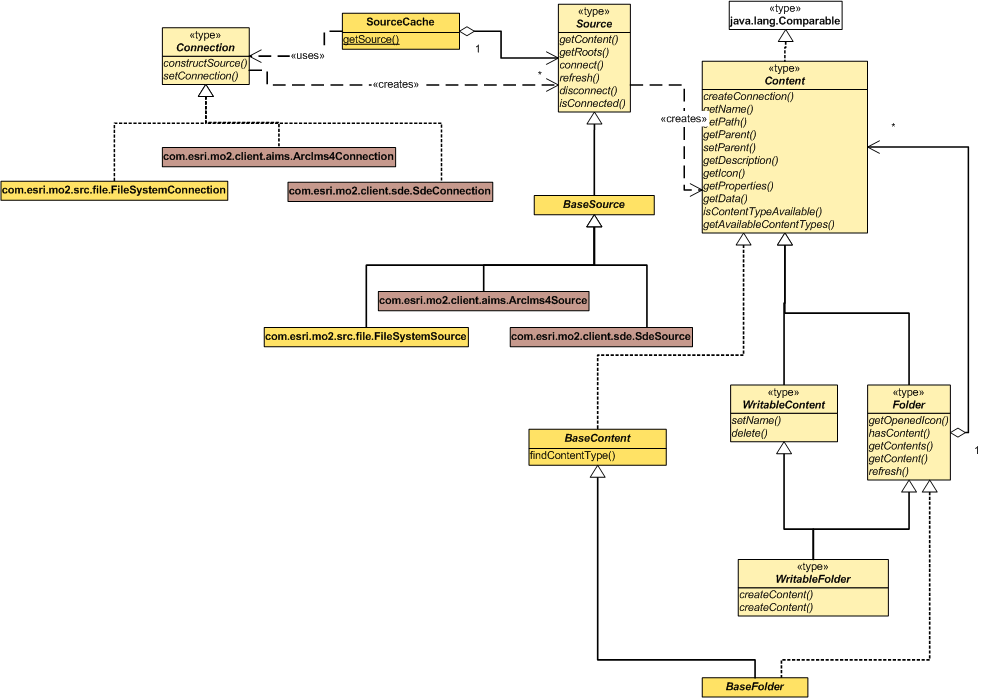 «type»
Connection
constructSource()
setConnection()
SourceCache
getSource()
1
«uses»
«creates»
*
«type»
Source
getContent()
getRoots()
connect()
refresh()
disconnect()
isConnected()
«type»
java.lang.Comparable
«type»
Content
createConnection()
getName()
getPath()
getParent()
setParent()
getDescription()
getIcon()
getProperties()
getData()
isContentTypeAvailable()
getAvailableContentTypes()
«creates»
*
com.esri.mo2.client.aims.ArcIms4Connection
com.esri.mo2.src.file.FileSystemConnection
com.esri.mo2.client.sde.SdeConnection
BaseSource
com.esri.mo2.client.aims.ArcIms4Source
com.esri.mo2.src.file.FileSystemSource
com.esri.mo2.client.sde.SdeSource
«type»
WritableContent
setName()
delete()
«type»
Folder
getOpenedIcon()
hasContent()
getContents()
getContent()
refresh()
1
BaseContent
findContentType()
«type»
WritableFolder
createContent()
createContent()
BaseFolder